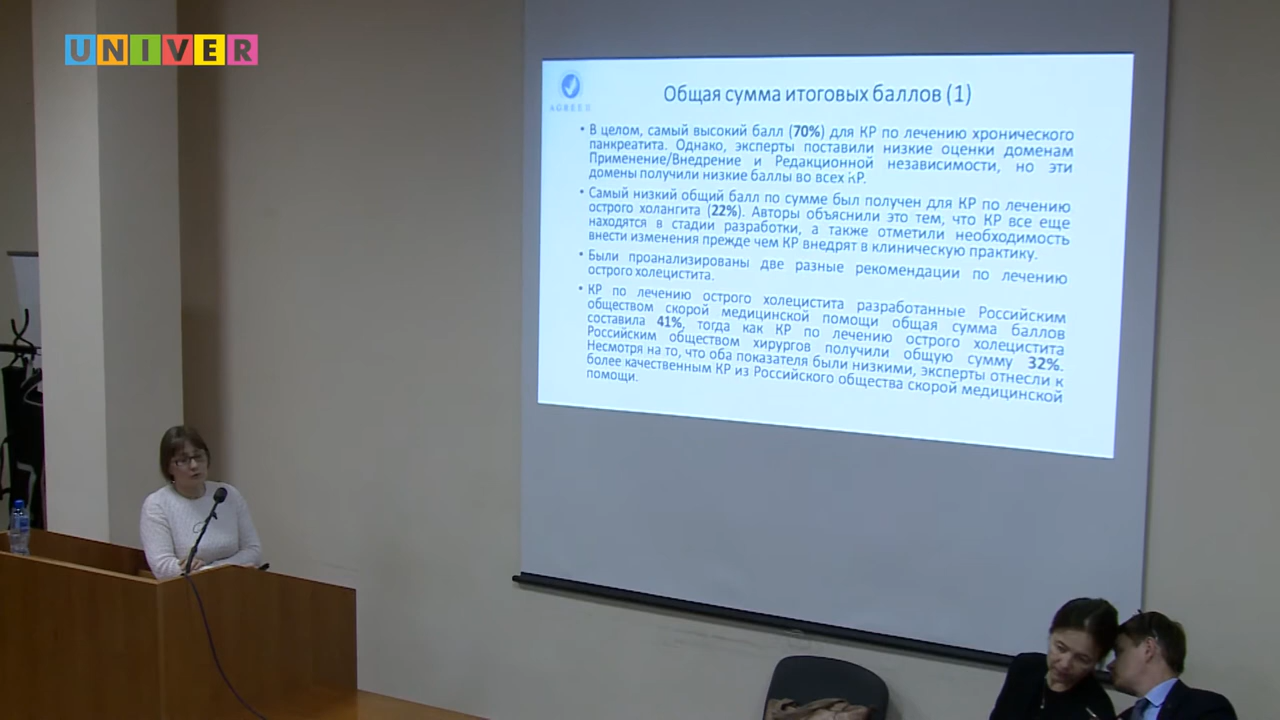 UNIVER
AGREE II
Общая сумма итоговых баллов (1)
• В целом, самый высокий балл (70%) для КР по лечению хронического
панкреатита. Однако, эксперты поставили низкие оценки доменам
Применение/Внедрение и Редакционной независимости, но эти
домены получили низкие баллы во всех КР.
• Самый низкий общий балл по сумме был получен для КР по лечению
острого холангита (22%). Авторы объяснили это тем, что КР все еще
находятся в стадии разработки, а также отметили необходимость
внести изменения прежде чем КР внедрят в клиническую практику.
• Были проанализированы две разные рекомендации по лечению
острого холецистита.
• КР по лечению острого холецистита разработанные Российским
обществом скорой медицинской помощи общая сумма баллов
составила 41%, тогда как КР по лечению острого холецистита
Российским обществом хирургов получили общую сумму 32%.
Несмотря на то, что оба показателя были низкими, эксперты отнесли к
более качественным КР из Российского общества скорой медицинской
помощи.